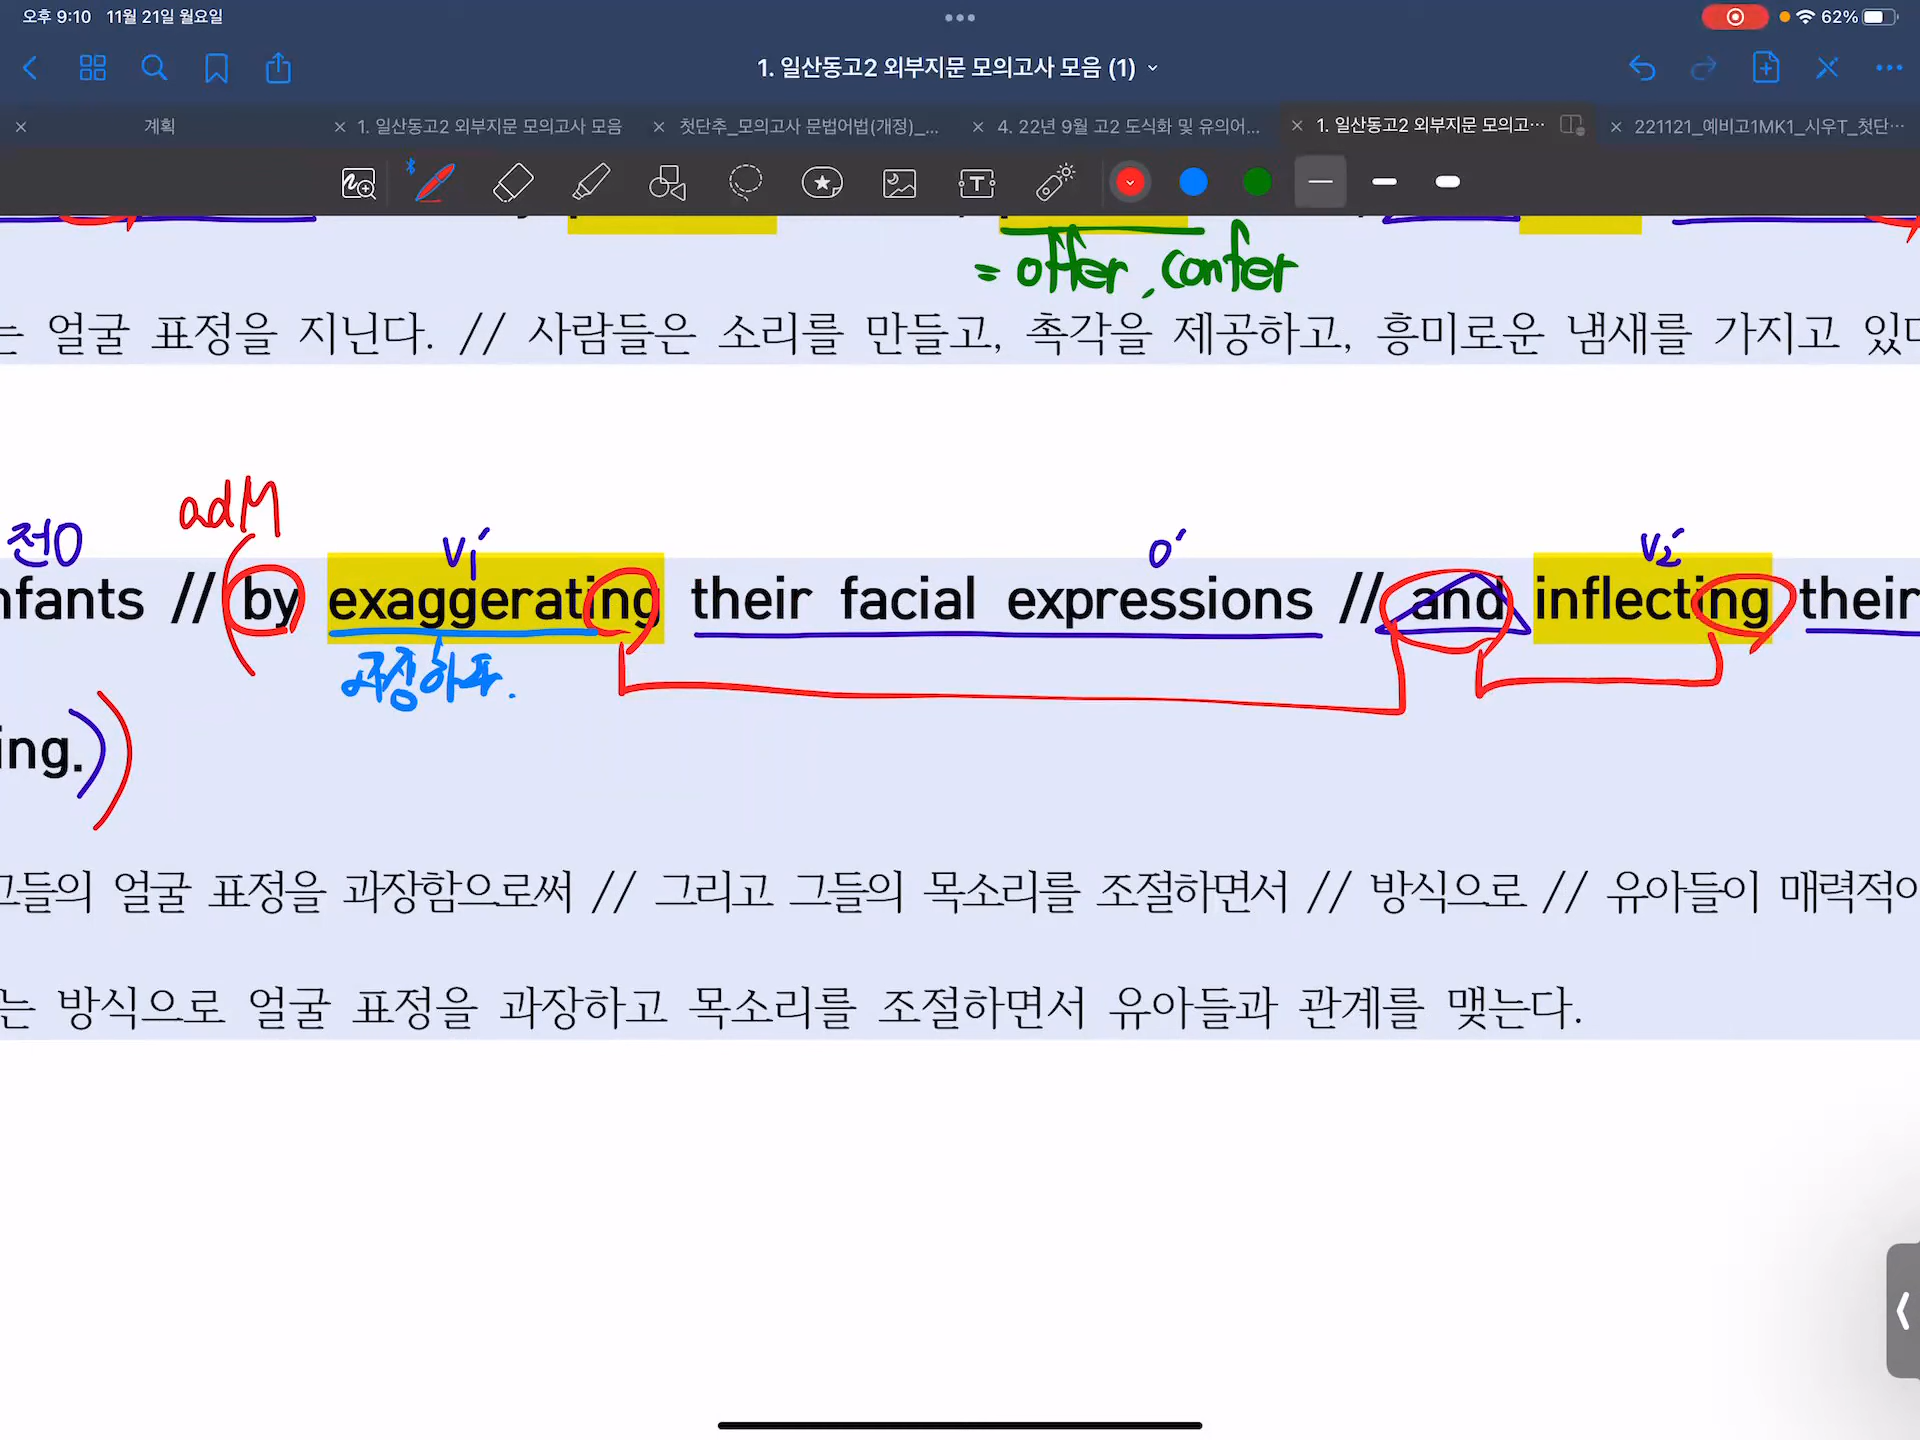 오후 9:10 11월 21일 월요일
62%
1. 일산동고2 외부지문 모의고사 모음 (1)
계획
1. 일산동고2 외부지문 모의고사 모음
첫단추_모의고사 문법어법(개정)_...
4. 22년 9월 고2 도식화 및 유의어...
1. 일산동고2 외부지문 모의고...
221121_예비고1MK1_시우T_첫단...
= offer, confer
는 얼굴 표정을 지닌다. // 사람들은 소리를 만들고, 촉각을 제공하고, 흥미로운 냄새를 가지고 있다
adM
전O v1′ o′ v2′
nfants // (by exaggerating their facial expressions // and inflecting their
ing.))
그들의 얼굴 표정을 과장함으로써 // 그리고 그들의 목소리를 조절하면서 // 방식으로 // 유아들이 매력적이
는 방식으로 얼굴 표정을 과장하고 목소리를 조절하면서 유아들과 관계를 맺는다.